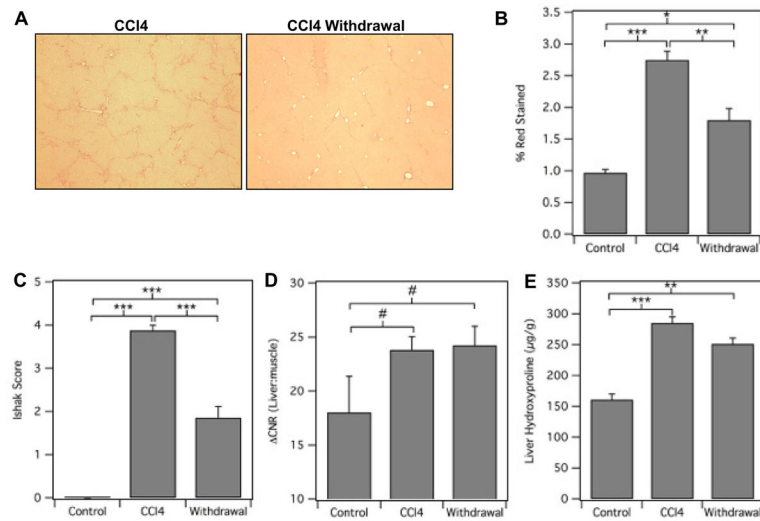 A
CCl4
CCl4 Withdrawal
B
% Red Stained
3.5
3.0
2.5
2.0
1.5
1.0
0.5
0.0
*
***
**
Control
CCl4
Withdrawal
C
Ishak Score
5
4
3
2
1
0
***
***
***
Control
CCl4
Withdrawal
D
ΔCNR (Liver:muscle)
30
25
20
15
10
#
#
Control
CCl4
Withdrawal
E
Liver Hydroxyproline (µg/g)
350
300
250
200
150
100
50
0
**
***
Control
CCl4
Withdrawal